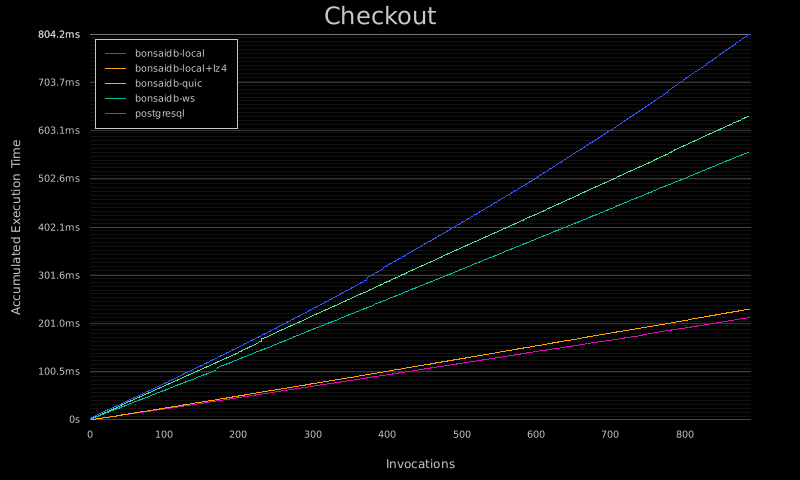 Checkout
804.2ms
703.7ms
603.1ms
502.6ms
402.1ms
301.6ms
201.0ms
100.5ms
0s
bonsaidb-local
bonsaidb-local+lz4
bonsaidb-quic
bonsaidb-ws
postgresql
Accumulated Execution Time
0 100 200 300 400 500 600 700 800
Invocations